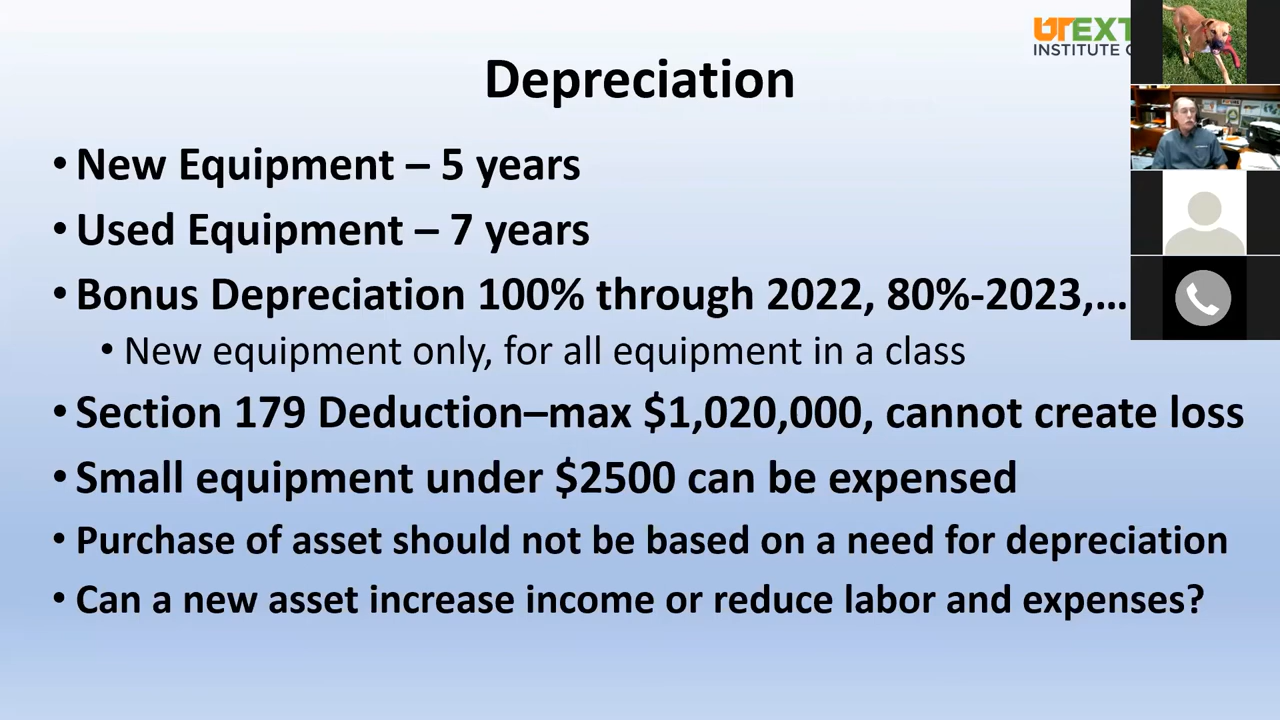 UTEXT
INSTITUTE
Depreciation
• New Equipment – 5 years
• Used Equipment – 7 years
• Bonus Depreciation 100% through 2022, 80%-2023,…
• New equipment only, for all equipment in a class
• Section 179 Deduction–max $1,020,000, cannot create loss
• Small equipment under $2500 can be expensed
• Purchase of asset should not be based on a need for depreciation
• Can a new asset increase income or reduce labor and expenses?